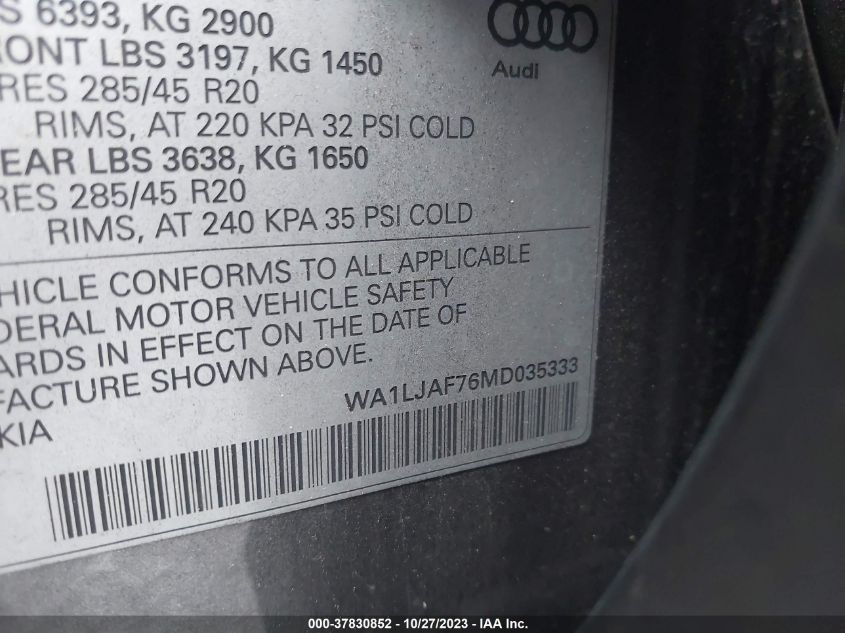 S 6393, KG 2900
Audi
RONT LBS 3197, KG 1450
RES 285/45 R20
RIMS, AT 220 KPA 32 PSI COLD
EAR LBS 3638, KG 1650
RES 285/45 R20
RIMS, AT 240 KPA 35 PSI COLD
HICLE CONFORMS TO ALL APPLICABLE
DERAL MOTOR VEHICLE SAFETY
ARDS IN EFFECT ON THE DATE OF
FACTURE SHOWN ABOVE.
WA1LJAF76MD035333
KIA
000-37830852 - 10/27/2023 - IAA Inc.